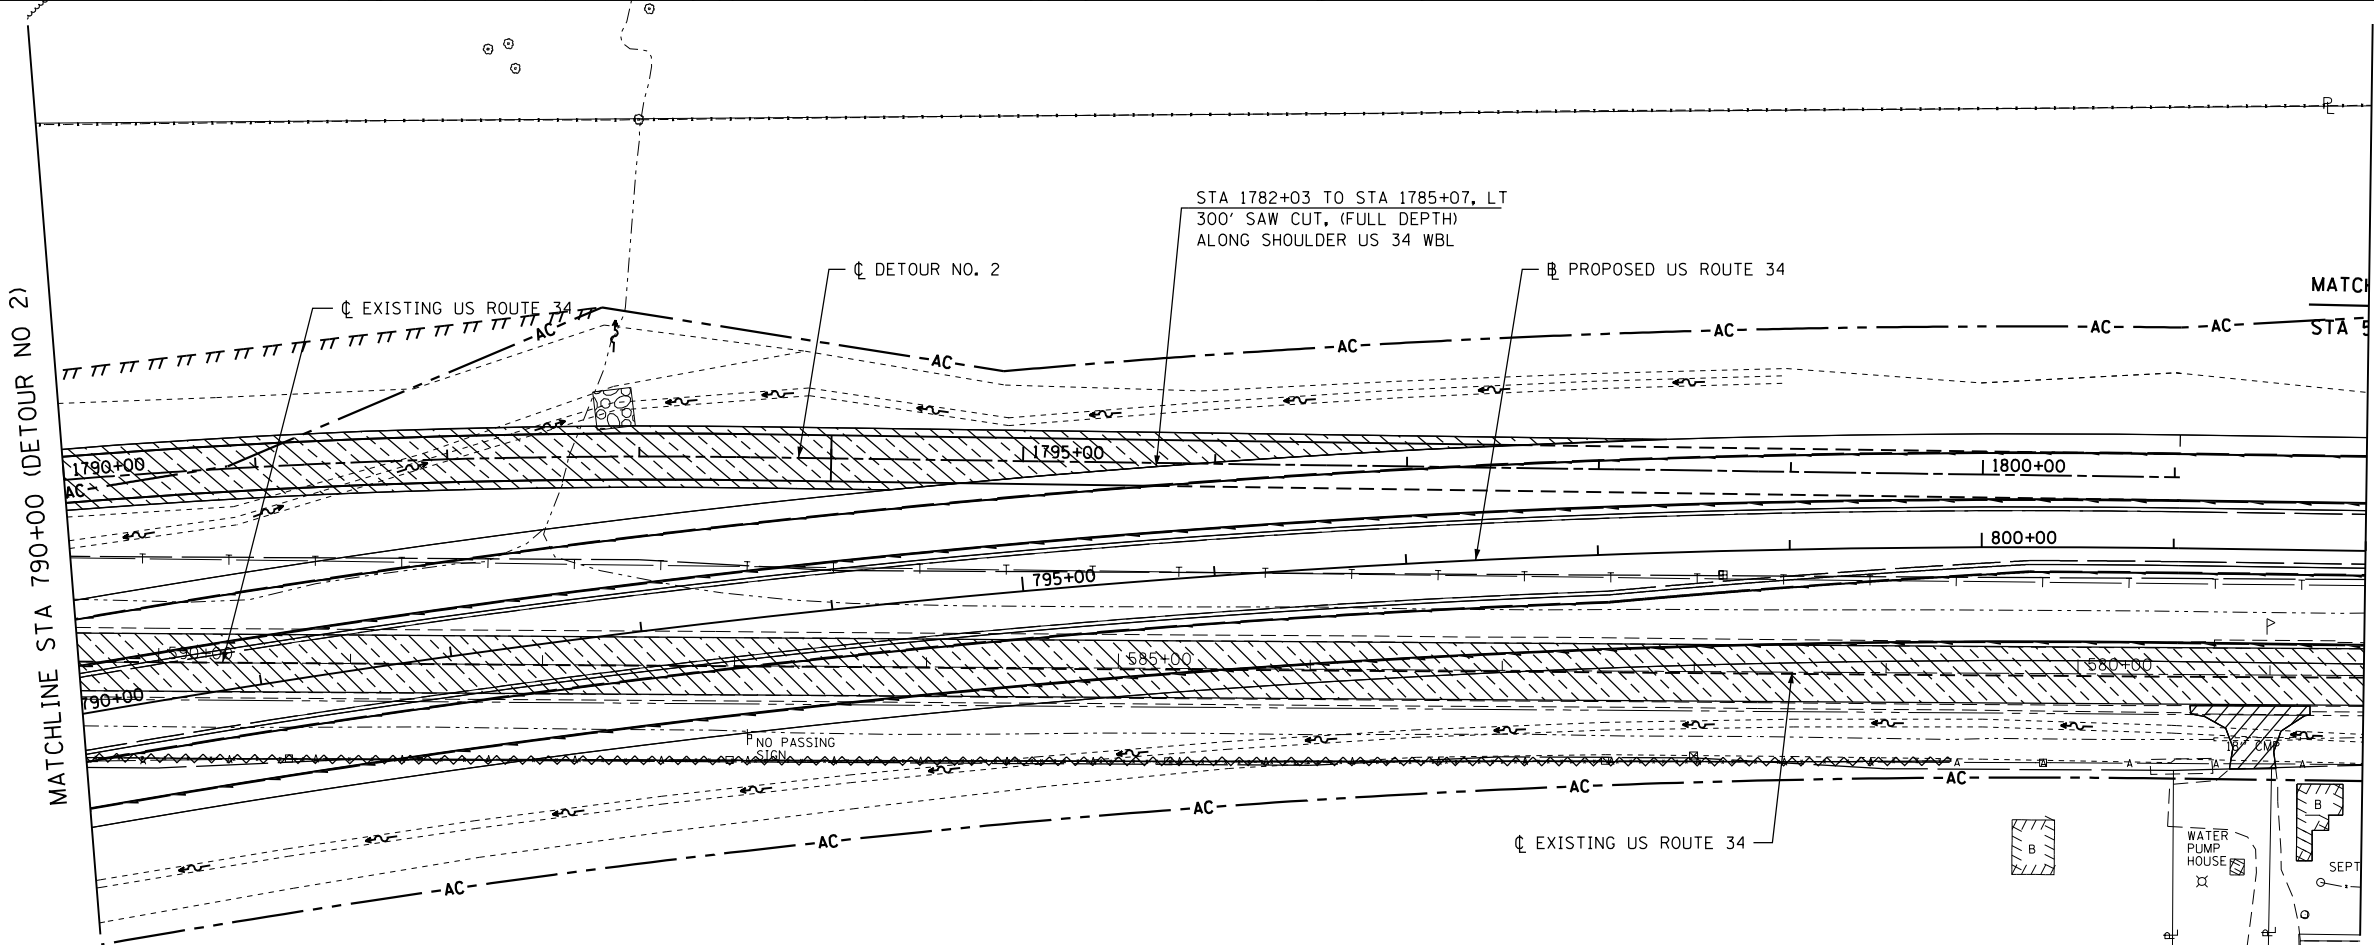 STA 1782+03 TO STA 1785+07, LT
300' SAW CUT, (FULL DEPTH)
ALONG SHOULDER US 34 WBL
℄ DETOUR NO. 2
PROPOSED US ROUTE 34
℄ EXISTING US ROUTE 34
MATCH
STA 5
MATCHLINE STA 790+00 (DETOUR NO 2)
AC
AC
AC
AC
AC
AC
1790+00
1795+00
1800+00
AC
800+00
795+00
590+00
585+00
580+00
790+00
NO PASSING
SIGN
18" CMP
AC
AC
AC
AC
AC
℄ EXISTING US ROUTE 34
B
B
WATER
PUMP
HOUSE
SEPT